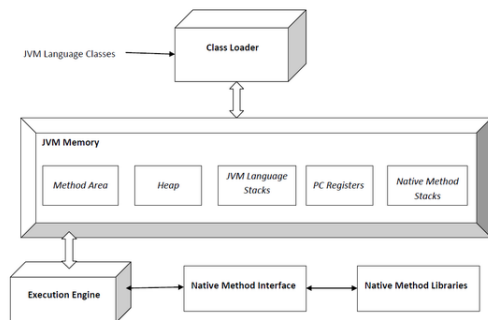 Class Loader
JVM Language Classes
JVM Memory
Method Area
Heap
JVM Language
Stacks
PC Registers
Native Method
Stacks
Execution Engine
Native Method Interface
Native Method Libraries